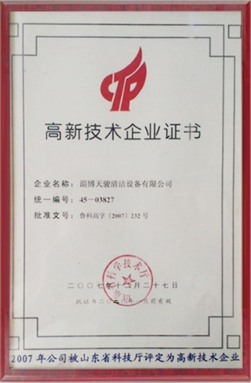 高新技术企业证书
企业名称: 淄博天骏清洁设备有限公司
统一编号: 45-03827
批准文号: 鲁科高字(2007)232号
二〇〇七年十 月二十七日
2007年公司被山东省科技厅评定为高新技术企业